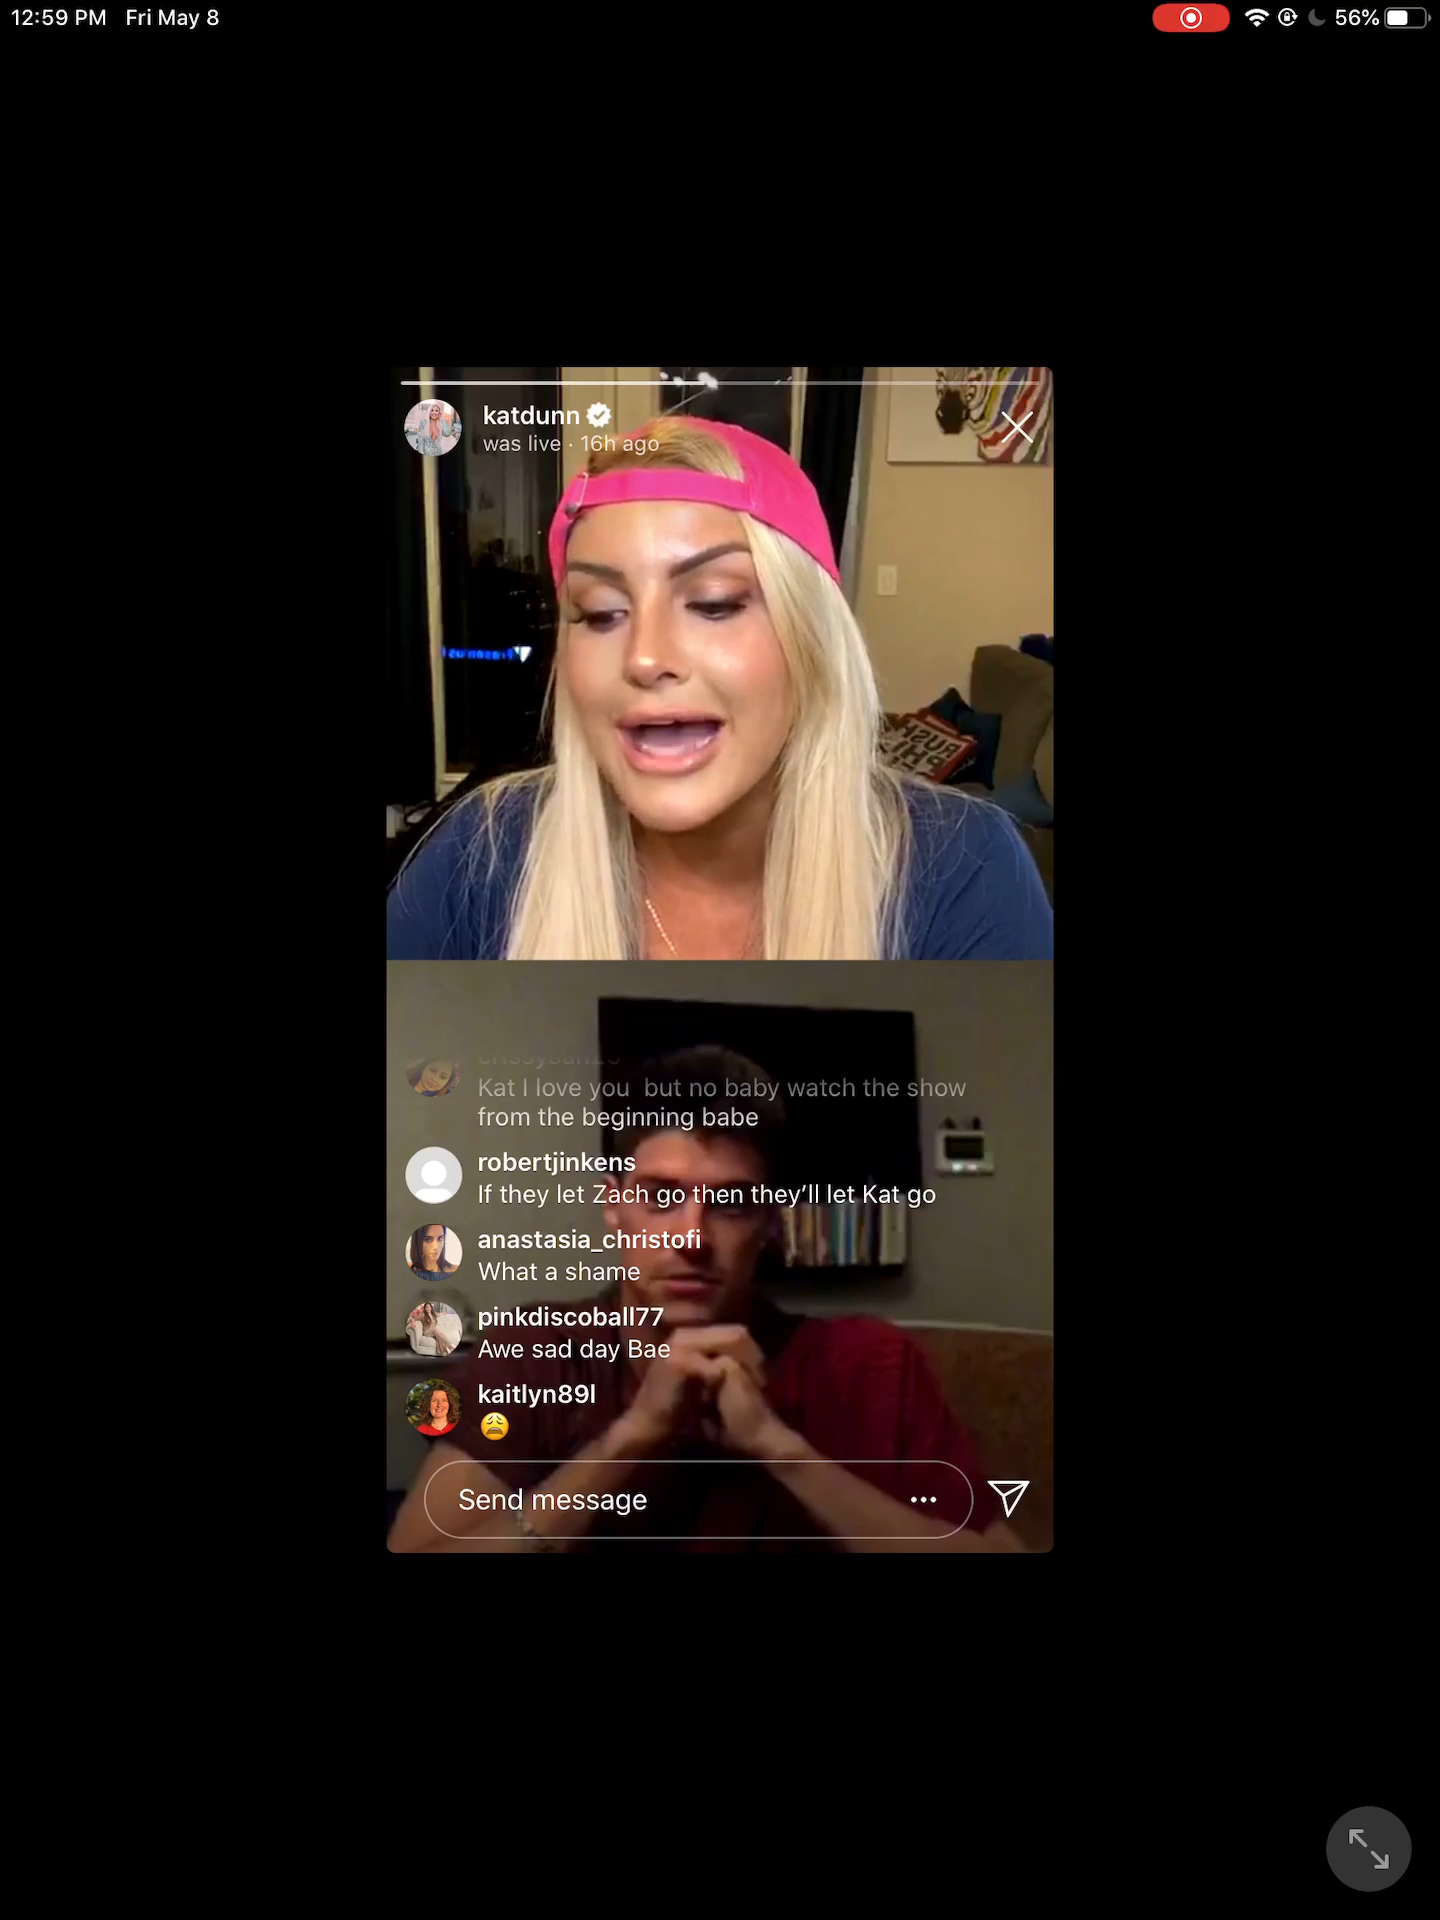 12:59 PM Fri May 8
56%
katdunn
was live · 16h ago
RUSH
PHI
Kat I love you but no baby watch the show
from the beginning babe
robertjinkens
If they let Zach go then they’ll let Kat go
anastasia_christofi
What a shame
pinkdiscoball77
Awe sad day Bae
kaitlyn89l
😩
Send message